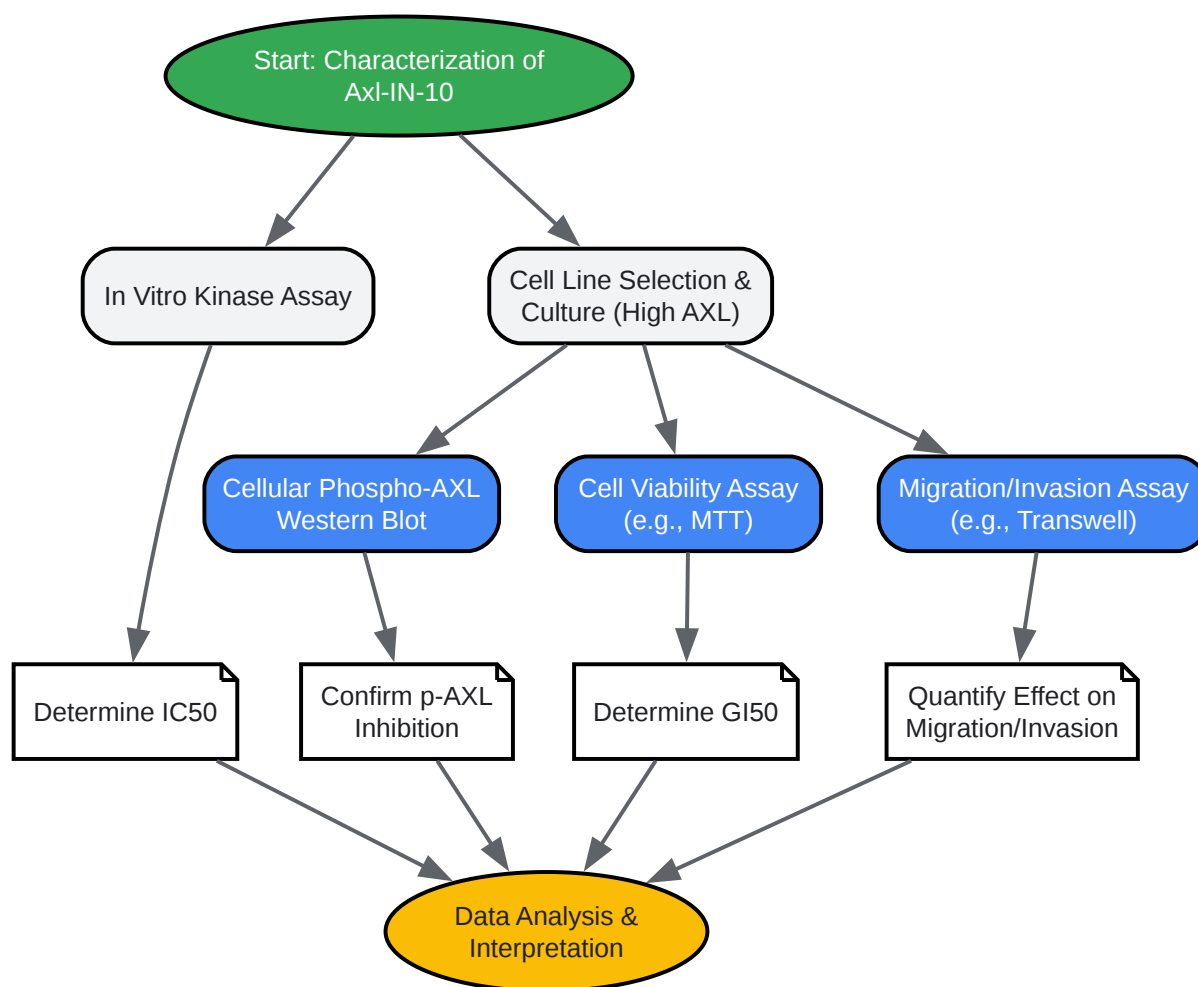 Start: Characterization of
Axl-IN-10
In Vitro Kinase Assay
Cell Line Selection &
Culture (High AXL)
Cellular Phospho-AXL
Western Blot
Cell Viability Assay
(e.g., MTT)
Migration/Invasion Assay
(e.g., Transwell)
Determine IC50
Confirm p-AXL
Inhibition
Determine GI50
Quantify Effect on
Migration/Invasion
Data Analysis &
Interpretation